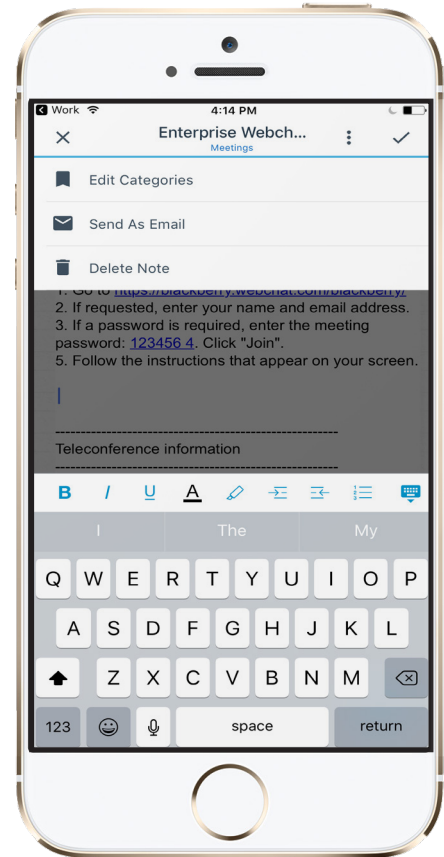 Work
4:14 PM
Enterprise Webch...
Meetings
Edit Categories
Send As Email
Delete Note
1. Go to https://blackberry.webchat.com/blackberry/
2. If requested, enter your name and email address.
3. If a password is required, enter the meeting
password: 123456 4. Click "Join".
5. Follow the instructions that appear on your screen.
--------------------------------------------------
Teleconference information
--------------------------------------------------
B I U A
I The My
Q W E R T Y U I O P
A S D F G H J K L
Z X C V B N M
123 space return